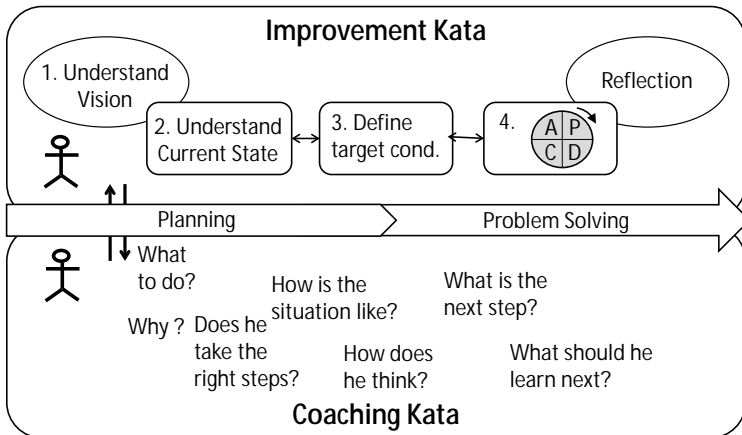 Improvement Kata
1. Understand
Vision
Reflection
2. Understand
Current State
3. Define
target cond.
4.
A P
C D
Planning
Problem Solving
What
to do?
How is the
situation like?
What is the
next step?
Why ?
Does he
take the
right steps?
How does
he think?
What should he
learn next?
Coaching Kata